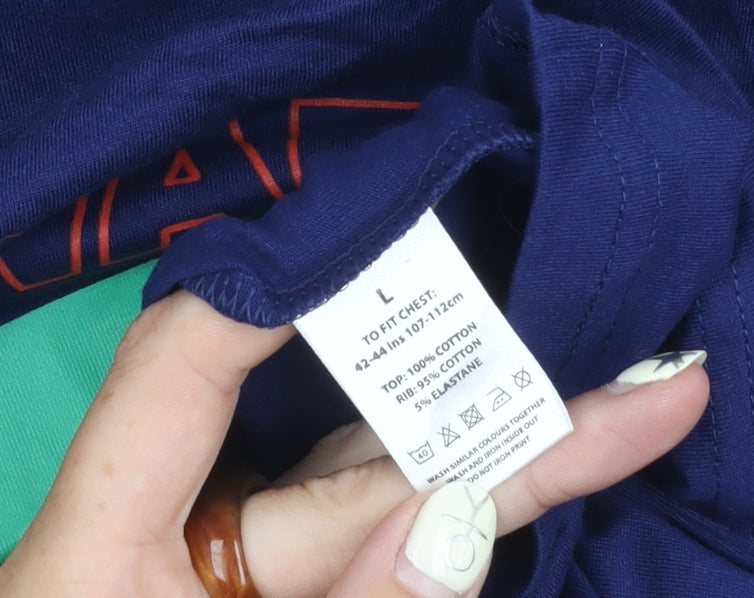 L
TO FIT CHEST:
42-44 ins 107-112cm
TOP: 100% COTTON
RIB: 95% COTTON
5% ELASTANE
40
WASH SIMILAR COLOURS TOGETHER
WASH AND IRON INSIDE OUT
DO NOT IRON PRINT